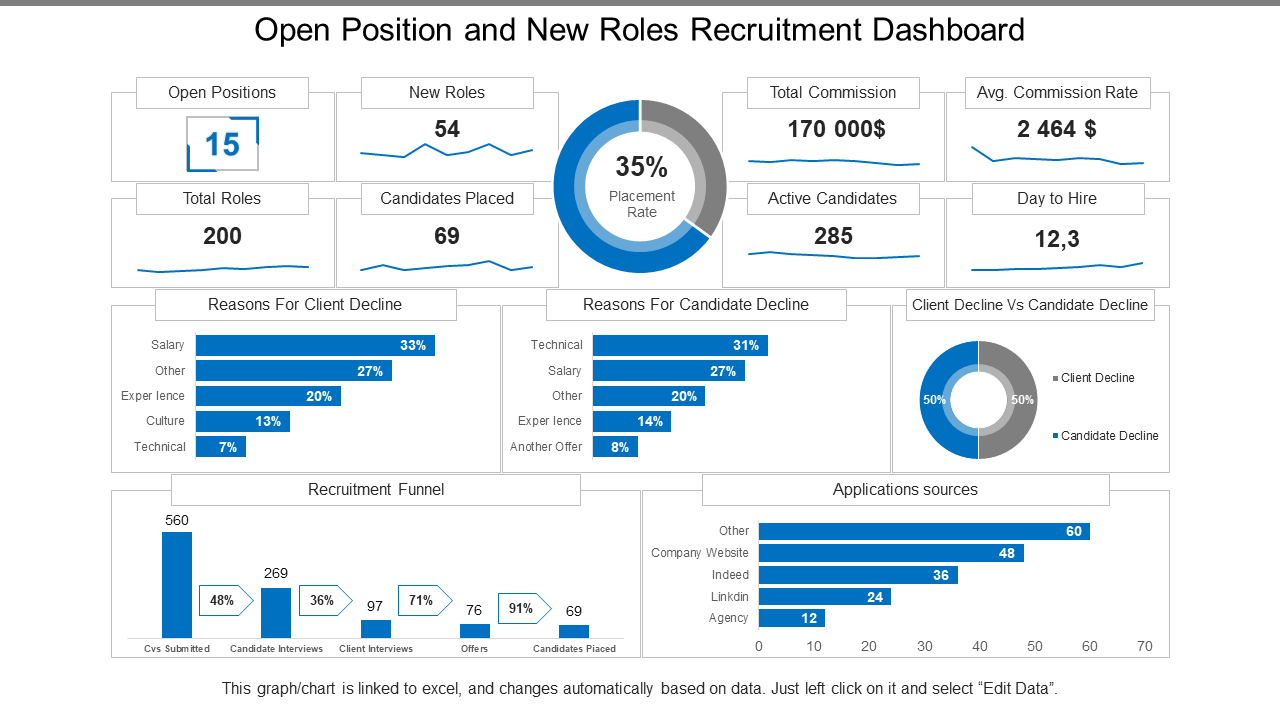 Open Position and New Roles Recruitment Dashboard
Open Positions
15
New Roles
54
35%
Placement
Rate
Total Commission
170 000$
Avg. Commission Rate
2 464 $
Total Roles
200
Candidates Placed
69
Active Candidates
285
Day to Hire
12,3
Reasons For Client Decline
Salary 33%
Other 27%
Exper lence 20%
Culture 13%
Technical 7%
Reasons For Candidate Decline
Technical 31%
Salary 27%
Other 20%
Exper lence 14%
Another Offer 8%
Client Decline Vs Candidate Decline
50% 50%
Client Decline
Candidate Decline
Recruitment Funnel
560
269
97
76
69
48% 36% 71% 91%
Cvs Submitted Candidate Interviews Client Interviews Offers Candidates Piaced
Applications sources
Other 60
Company Website 48
Indeed 36
Linkdin 24
Agency 12
0 10 20 30 40 50 60 70
This graph/chart is linked to excel, and changes automatically based on data. Just left click on it and select “Edit Data”.